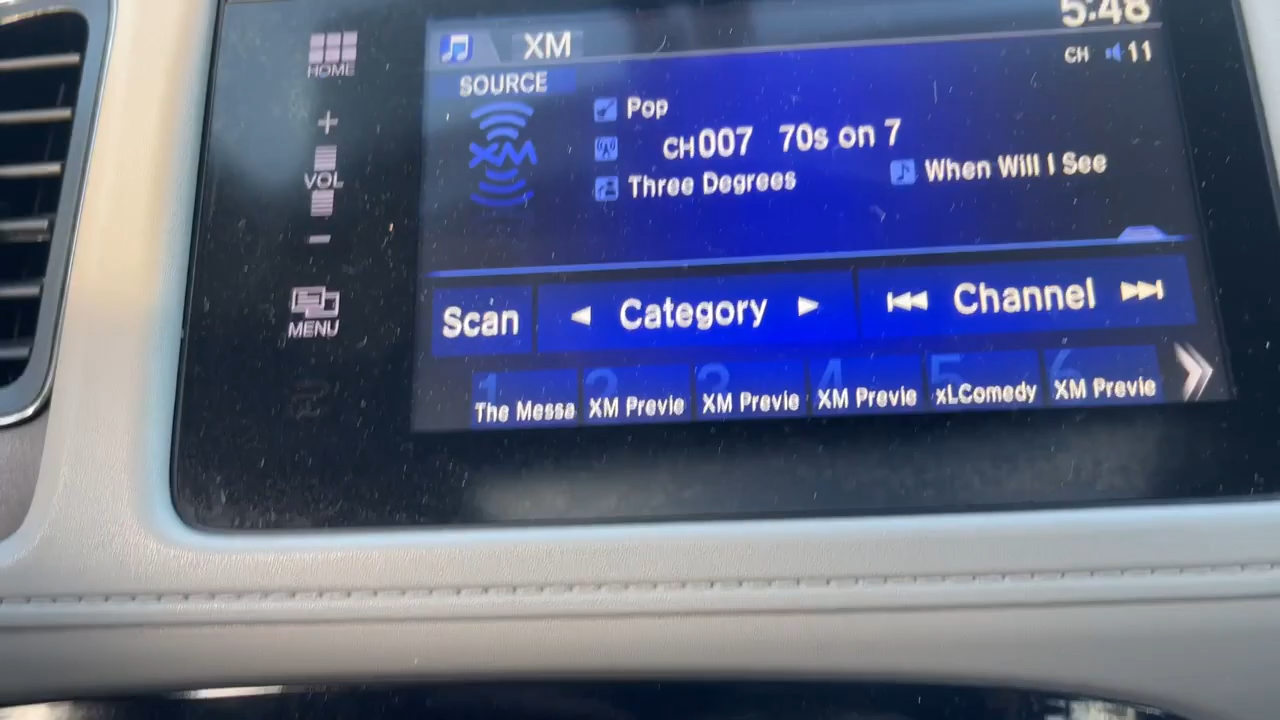 5:48
HOME
XM
CH 11
SOURCE
Pop
XM
CH007 70s on 7
Three Degrees
When Will I See
+
VOL
-
MENU
Scan
Category
Channel
1 The Messa
2 XM Previe
3 XM Previe
4 XM Previe
5 xLComedy
6 XM Previe